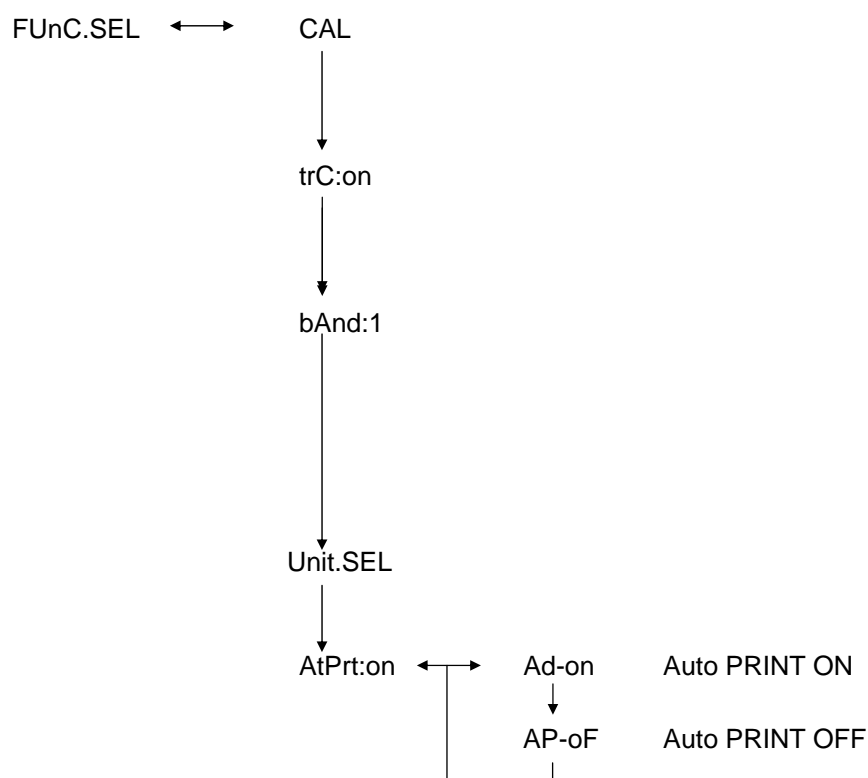 FUnC.SEL CAL
trC:on
bAnd:1
Unit.SEL
AtPrt:on Ad-on Auto PRINT ON
AP-oF Auto PRINT OFF